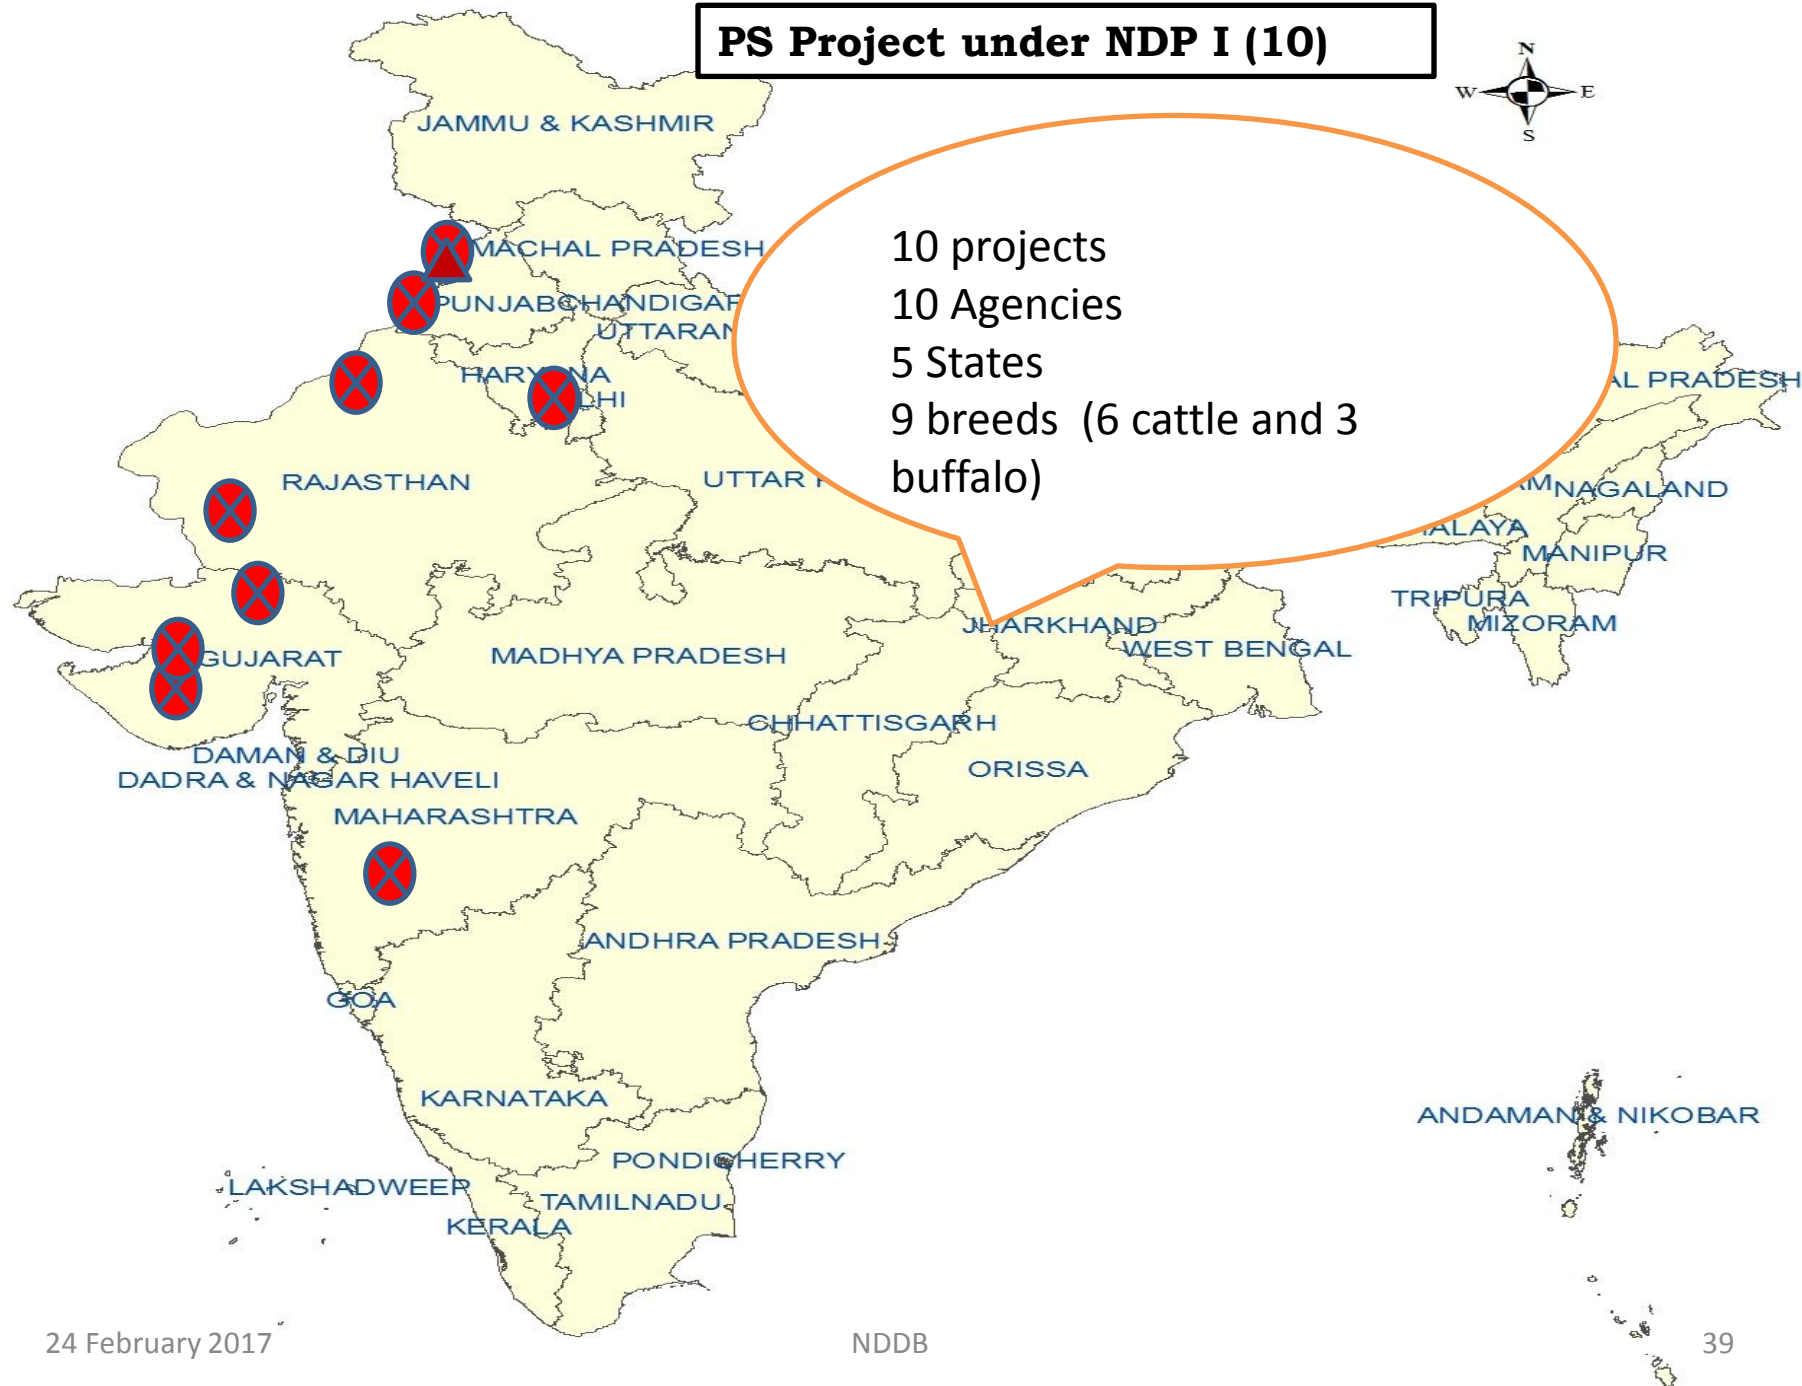 PS Project under NDP I (10)
N
W
E
S
JAMMU & KASHMIR
MACHAL PRADESH
PUNJAB
CHANDIGAR
UTTARAN
HARYANA
LHI
RAJASTHAN
UTTAR
10 projects
10 Agencies
5 States
9 breeds (6 cattle and 3
buffalo)
AL PRADESH
AM
NAGALAND
ALAYA
MANIPUR
TRIPURA
MIZORAM
JHARKHAND
WEST BENGAL
GUJARAT
MADHYA PRADESH
CHHATTISGARH
ORISSA
DAMAN & DIU
DADRA & NAGAR HAVELI
MAHARASHTRA
ANDHRA PRADESH
GOA
KARNATAKA
ANDAMAN & NIKOBAR
PONDICHERRY
LAKSHADWEEP
TAMILNADU
KERALA
24 February 2017
NDDB
39